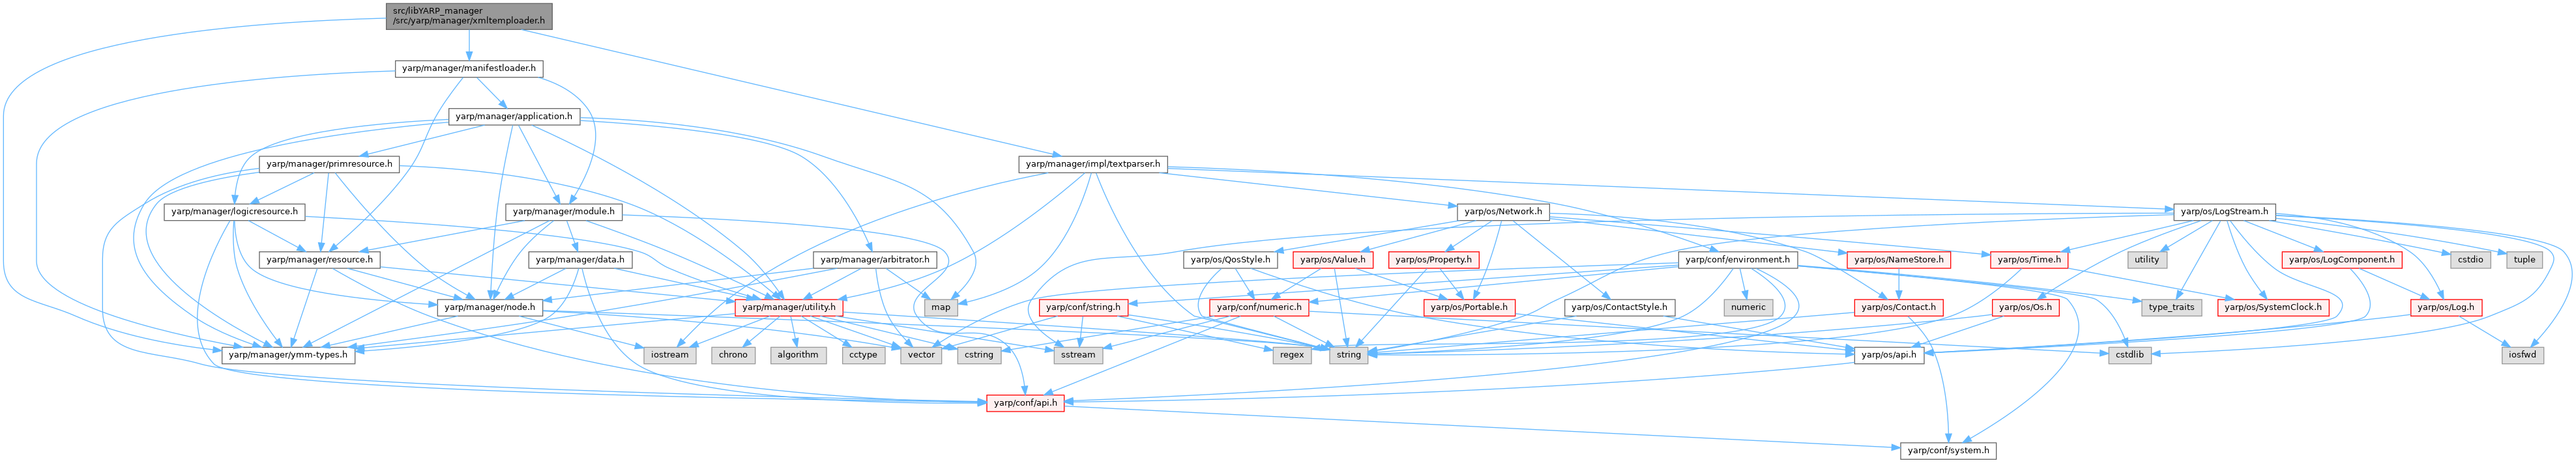 src/libYARP_manager
/src/yarp/manager/xmltemploader.h
yarp/manager/manifestloader.h
yarp/manager/application.h
yarp/manager/primresource.h
yarp/manager/impl/textparser.h
yarp/manager/logicresource.h
yarp/manager/module.h
yarp/os/Network.h
yarp/os/LogStream.h
yarp/manager/resource.h
yarp/manager/data.h
yarp/manager/arbitrator.h
yarp/os/QosStyle.h
yarp/os/Value.h
yarp/os/Property.h
yarp/conf/environment.h
yarp/os/NameStore.h
yarp/os/Time.h
utility
yarp/os/LogComponent.h
cstdio
tuple
yarp/manager/node.h
yarp/manager/utility.h
map
yarp/conf/string.h
yarp/conf/numeric.h
yarp/os/Portable.h
yarp/os/ContactStyle.h
numeric
yarp/os/Contact.h
yarp/os/Os.h
type_traits
yarp/os/SystemClock.h
yarp/os/Log.h
yarp/manager/ymm-types.h
iostream
chrono
algorithm
cctype
vector
cstring
sstream
regex
string
yarp/os/api.h
cstdlib
iosfwd
yarp/conf/api.h
yarp/conf/system.h